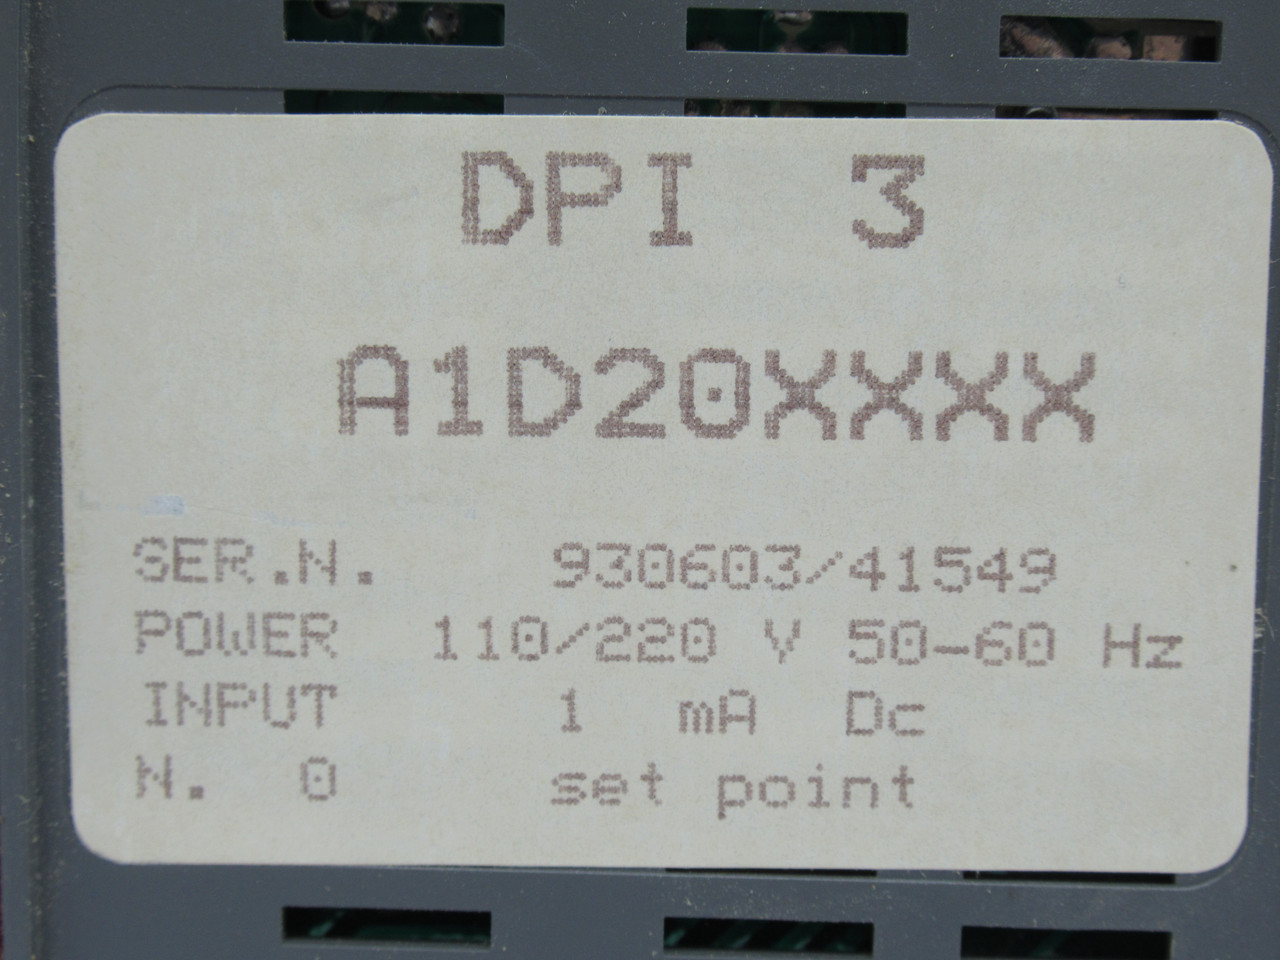 DPI 3
A1D20XXXX
SER.N. 930603/41549
POWER 110/220 V 50-60 Hz
INPUT 1 mA Dc
N. 0 set point